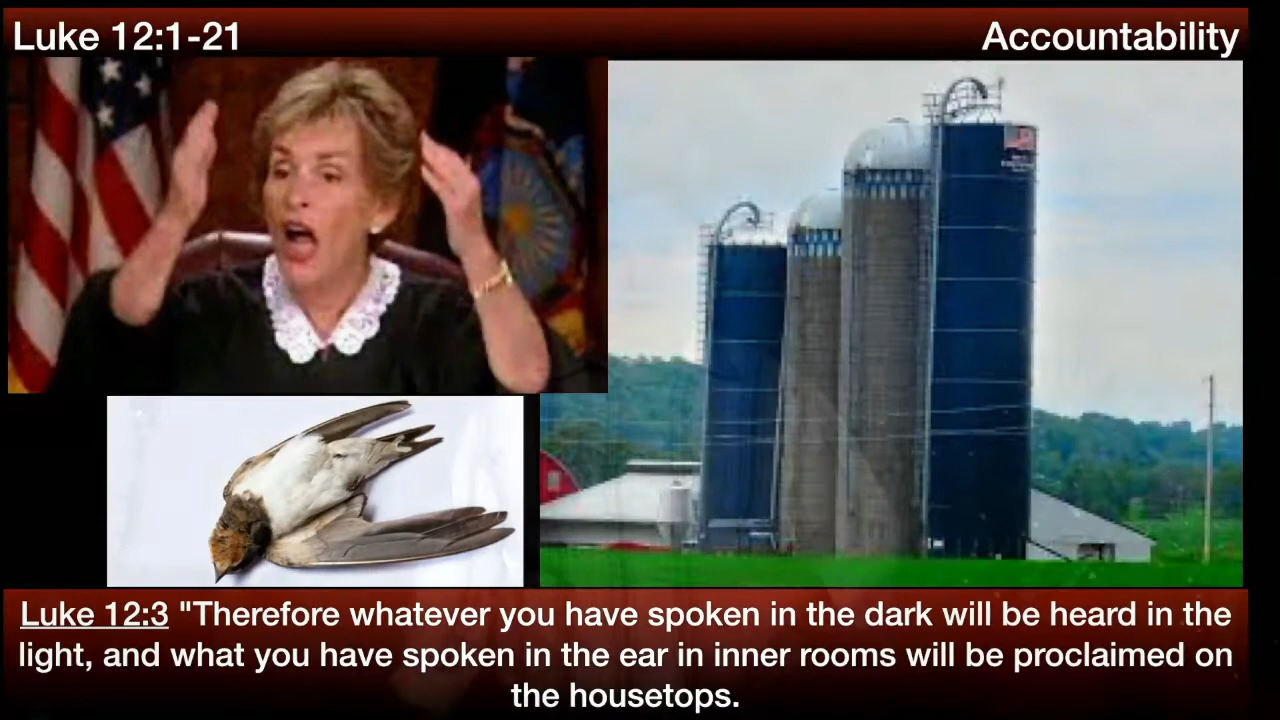 Luke 12:1-21
Accountability
Luke 12:3 "Therefore whatever you have spoken in the dark will be heard in the
light, and what you have spoken in the ear in inner rooms will be proclaimed on
the housetops.